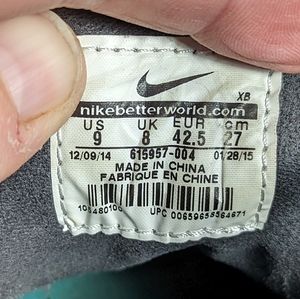 XB
nikebetterworld.com
US UK EUR cm
9 8 42.5 27
12/09/14 615957-004 01/28/15
MADE IN CHINA
FABRIQUE EN CHINE
UPC